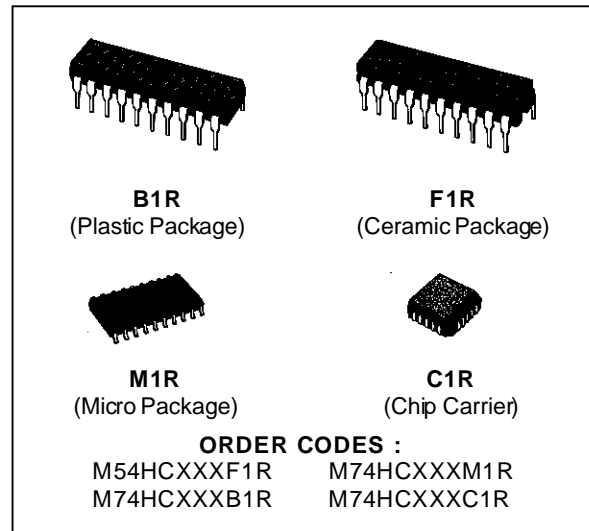 B1R
(Plastic Package)
F1R
(Ceramic Package)
M1R
(Micro Package)
C1R
(Chip Carrier)
ORDER CODES :
M54HCXXXF1R M74HCXXXM1R
M74HCXXXB1R M74HCXXXC1R